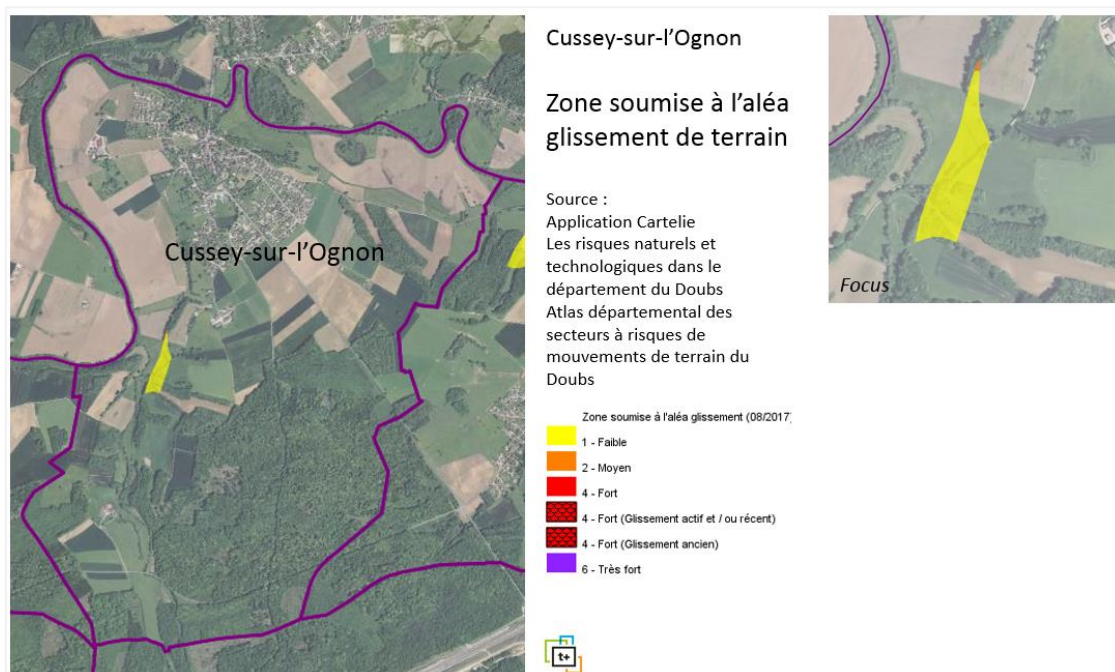 Cussey-sur-l'Ognon
Cussey-sur-l'Ognon
Zone soumise à l'aléa
glissement de terrain
Source :
Application Cartelie
Les risques naturels et
technologiques dans le
département du Doubs
Atlas départemental des
secteurs à risques de
mouvements de terrain du
Doubs
Zone soumise à l'aléa glissement (08/2017)
1 - Faible
2 - Moyen
4 - Fort
4 - Fort (Glissement actif et / ou récent)
4 - Fort (Glissement ancien)
6 - Très fort
t+
Focus